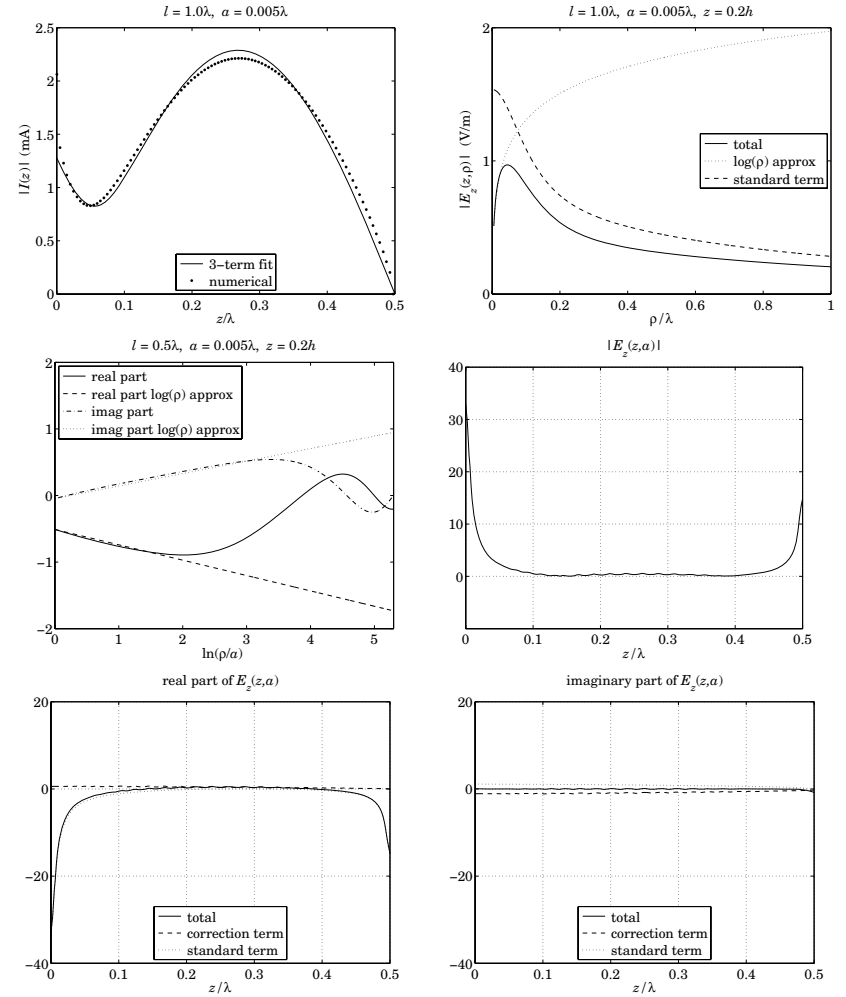 l = 1.0λ, a = 0.005λ
2.5
2
1.5
1
0.5
0
|I(z)| (mA)
3−term fit
numerical
0 0.1 0.2 0.3 0.4 0.5
z/λ
l = 1.0λ, a = 0.005λ, z = 0.2h
2
1
0
|E_z(z,ρ)| (V/m)
total
log(ρ) approx
standard term
0 0.2 0.4 0.6 0.8 1
ρ/λ
l = 0.5λ, a = 0.005λ, z = 0.2h
2
1
0
−1
−2
real part
real part log(ρ) approx
imag part
imag part log(ρ) approx
0 1 2 3 4 5
ln(ρ/a)
|E_z(z,a)|
40
30
20
10
0
0 0.1 0.2 0.3 0.4 0.5
z/λ
real part of E_z(z,a)
20
0
−20
−40
total
correction term
standard term
0 0.1 0.2 0.3 0.4 0.5
z/λ
imaginary part of E_z(z,a)
20
0
−20
−40
total
correction term
standard term
0 0.1 0.2 0.3 0.4 0.5
z/λ